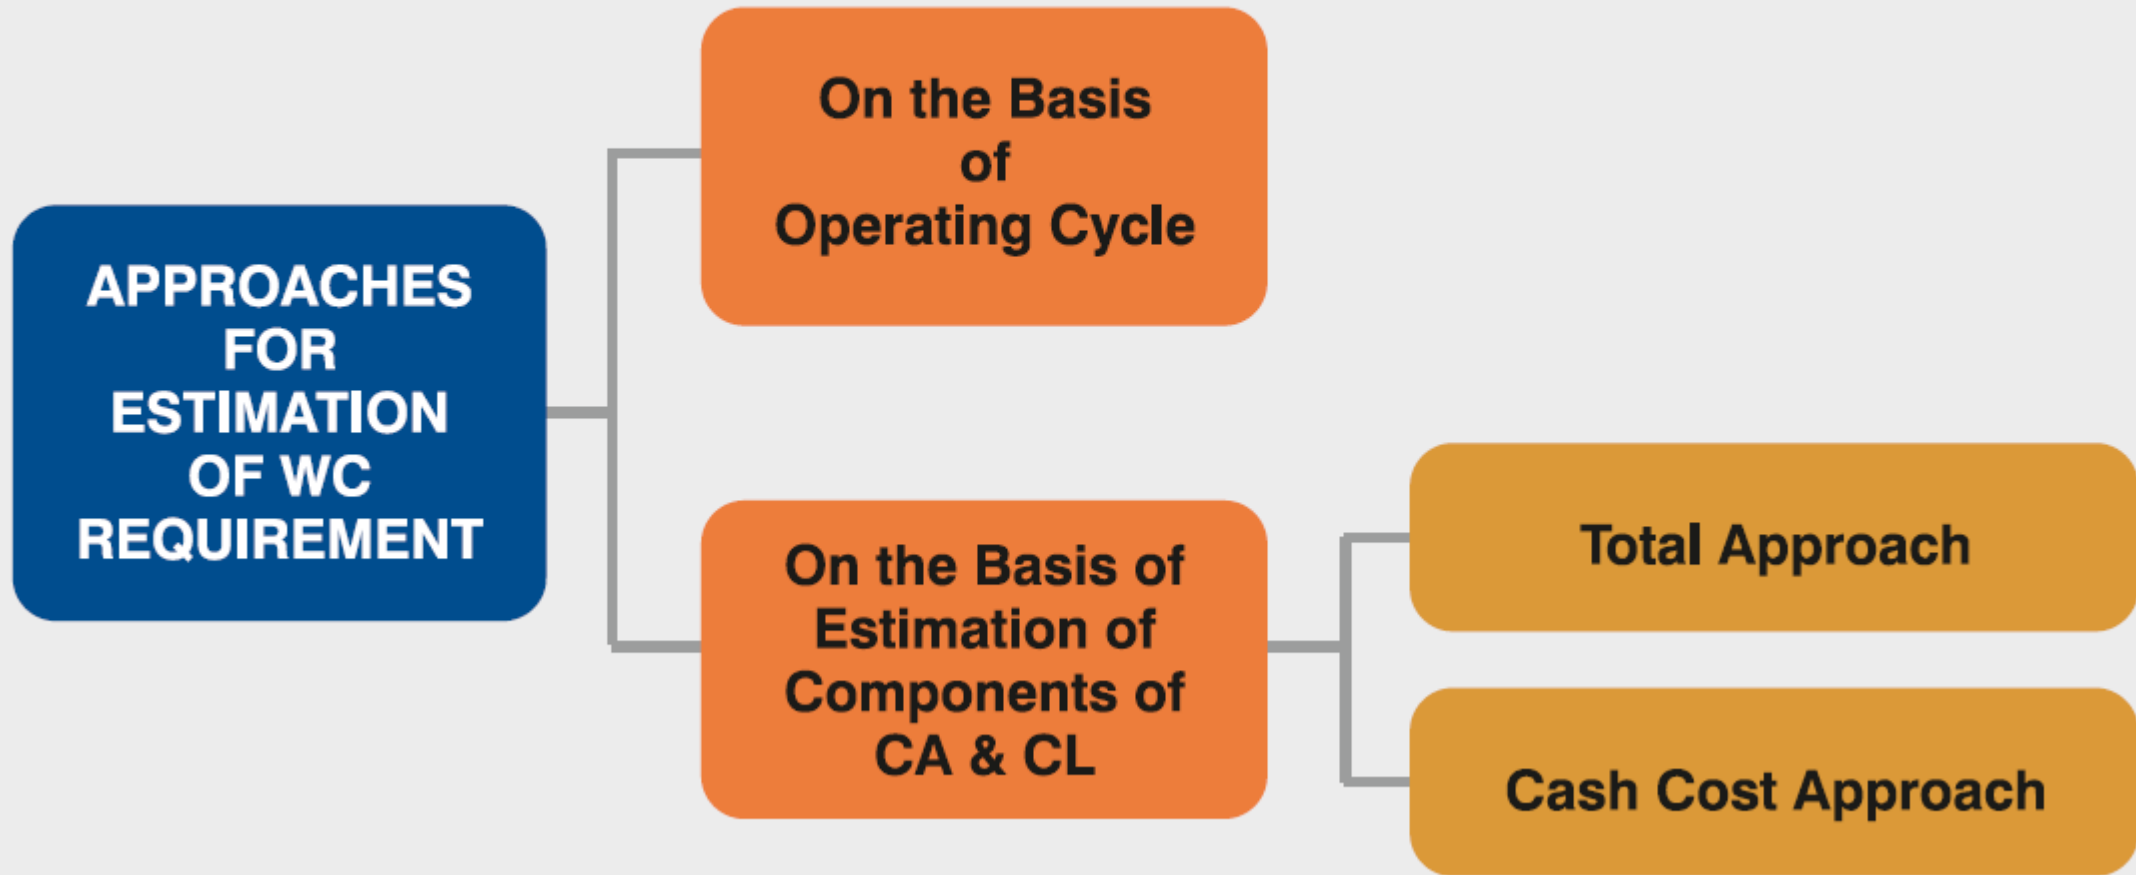 APPROACHES
FOR
ESTIMATION
OF WC
REQUIREMENT
On the Basis
of
Operating Cycle
On the Basis of
Estimation of
Components of
CA & CL
Total Approach
Cash Cost Approach